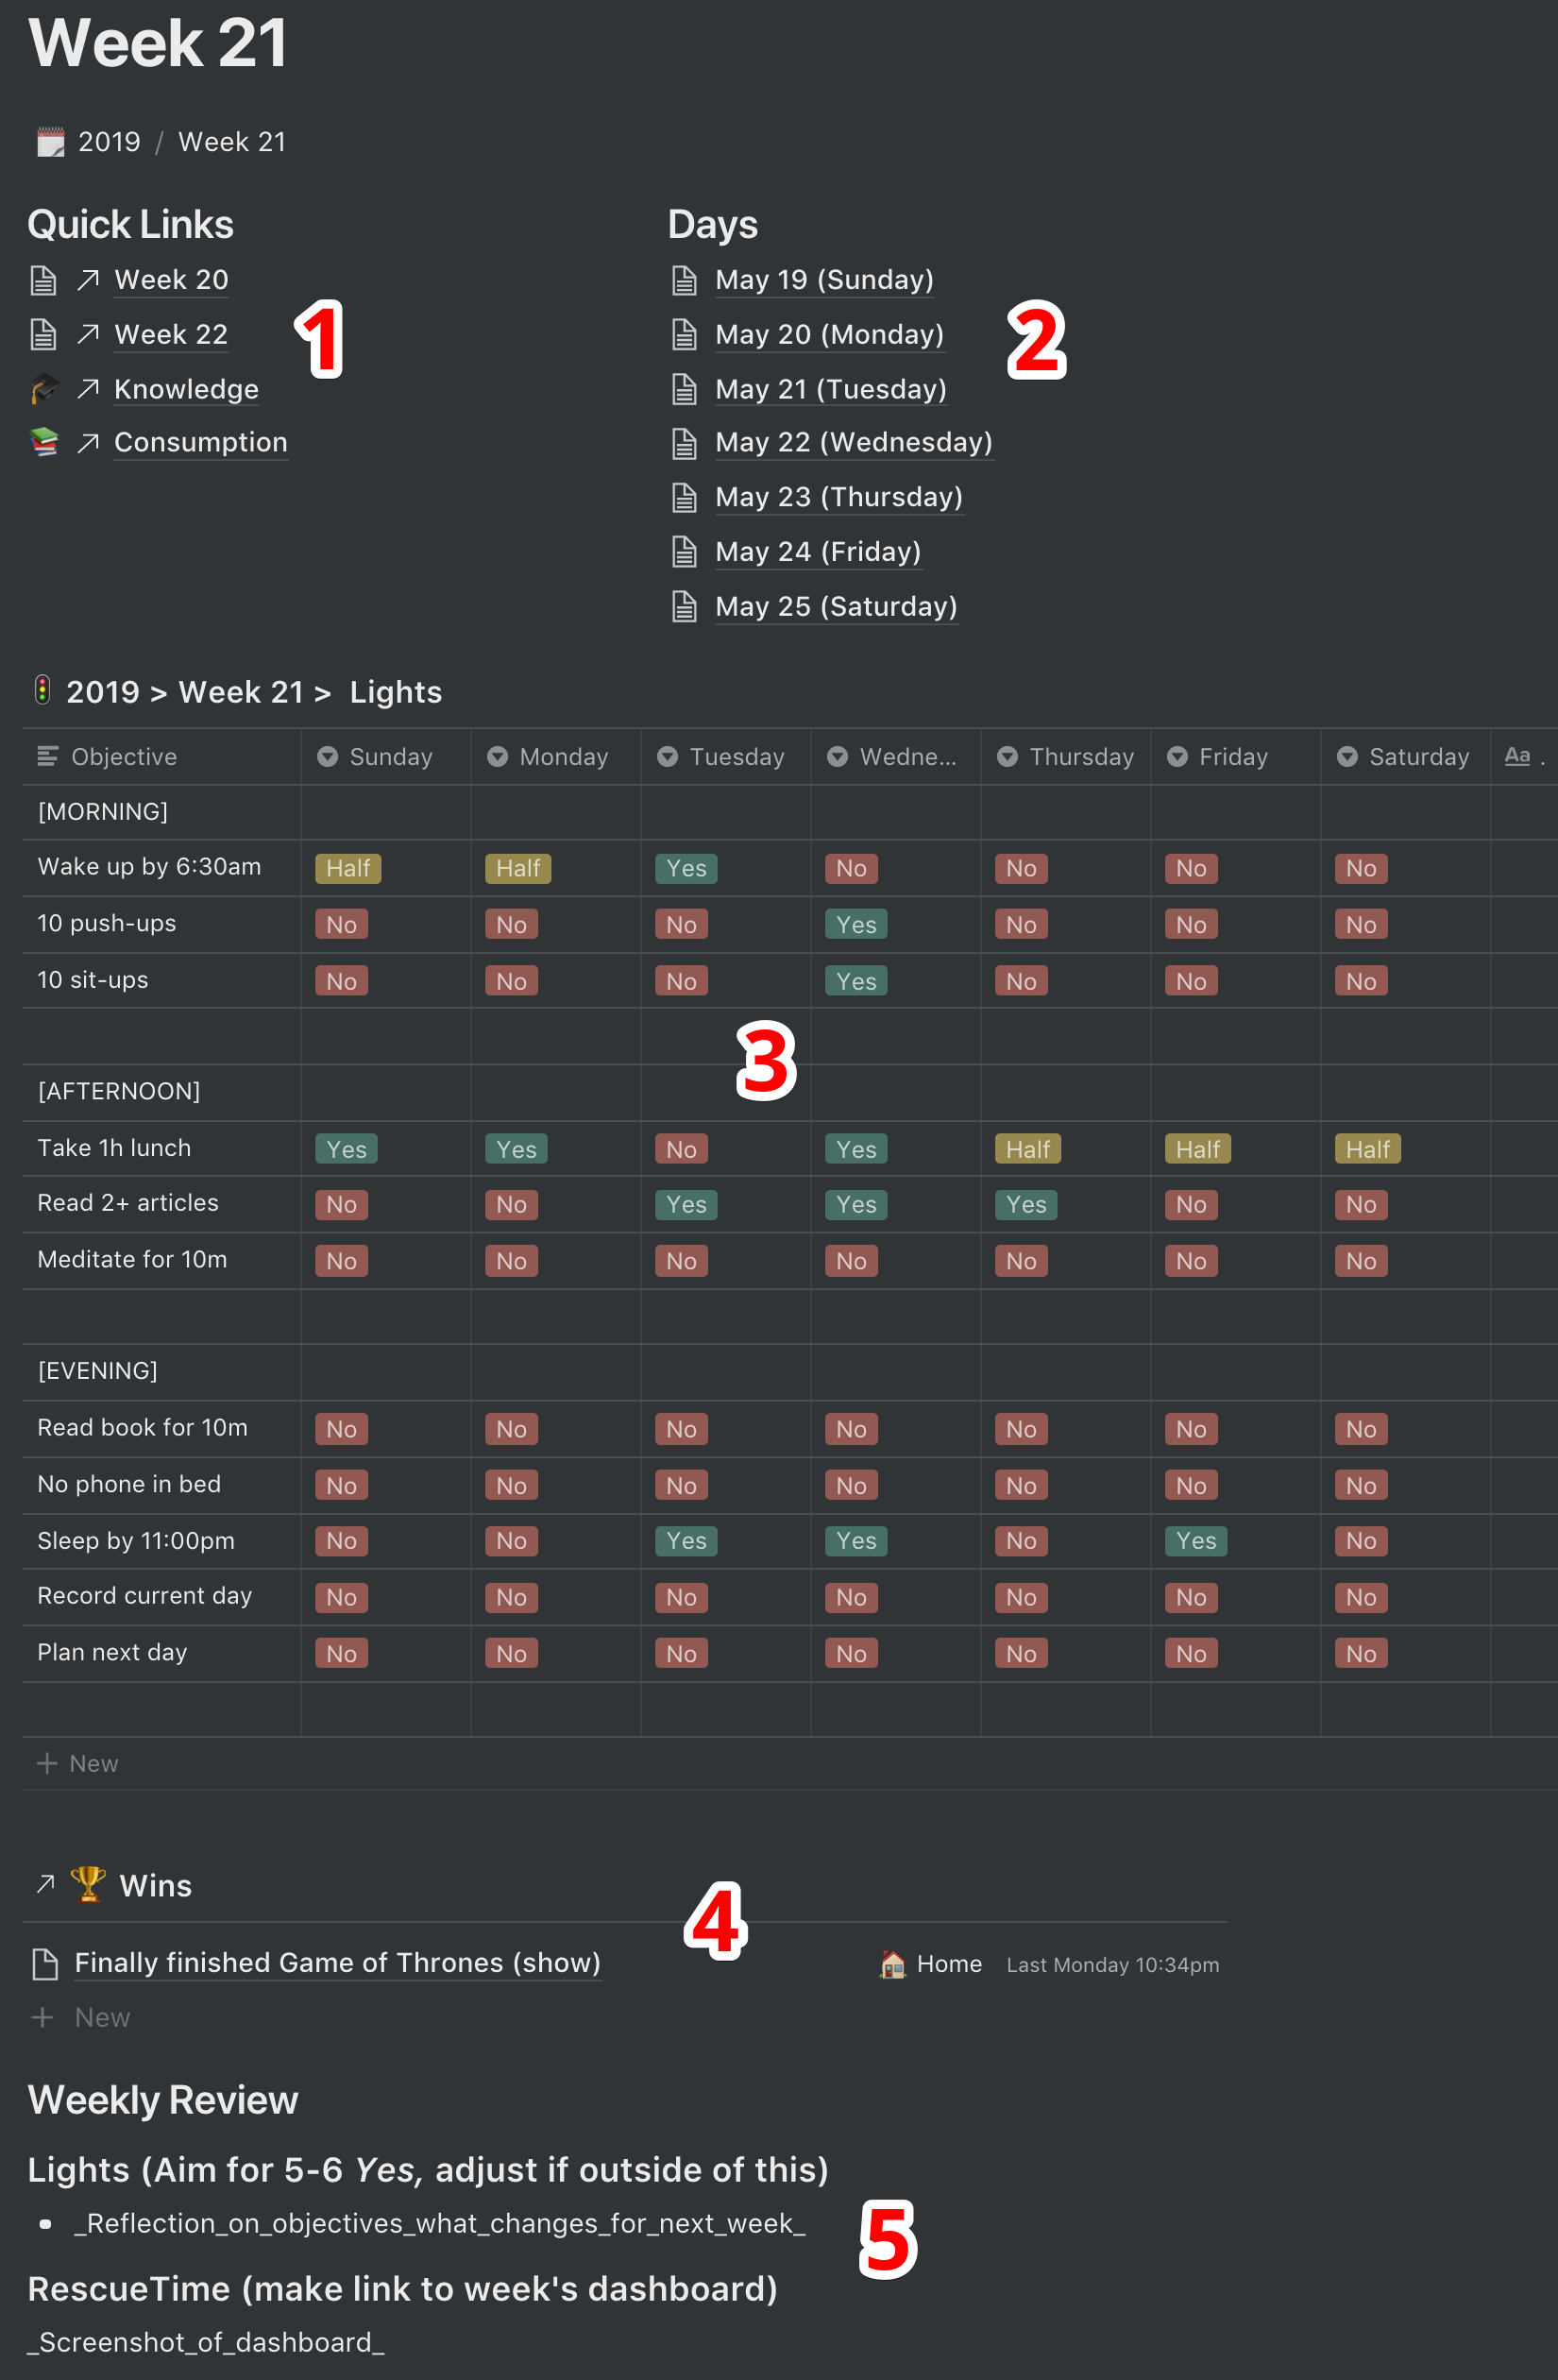 Week 21
2019 / Week 21
Quick Links
Week 20
Week 22
Knowledge
Consumption
1
Days
May 19 (Sunday)
May 20 (Monday)
May 21 (Tuesday)
May 22 (Wednesday)
May 23 (Thursday)
May 24 (Friday)
May 25 (Saturday)
2
2019 > Week 21 > Lights
Objective Sunday Monday Tuesday Wedne... Thursday Friday Saturday Aa .
[MORNING]
Wake up by 6:30am Half Half Yes No No No No
10 push-ups No No No Yes No No No
10 sit-ups No No No Yes No No No
3
[AFTERNOON]
Take 1h lunch Yes Yes No Yes Half Half Half
Read 2+ articles No No Yes Yes Yes No No
Meditate for 10m No No No No No No No
[EVENING]
Read book for 10m No No No No No No No
No phone in bed No No No No No No No
Sleep by 11:00pm No No Yes Yes No Yes No
Record current day No No No No No No No
Plan next day No No No No No No No
+ New
Wins
4
Finally finished Game of Thrones (show) Home Last Monday 10:34pm
+ New
Weekly Review
Lights (Aim for 5-6 Yes, adjust if outside of this)
• _Reflection_on_objectives_what_changes_for_next_week_
5
RescueTime (make link to week's dashboard)
_Screenshot_of_dashboard_